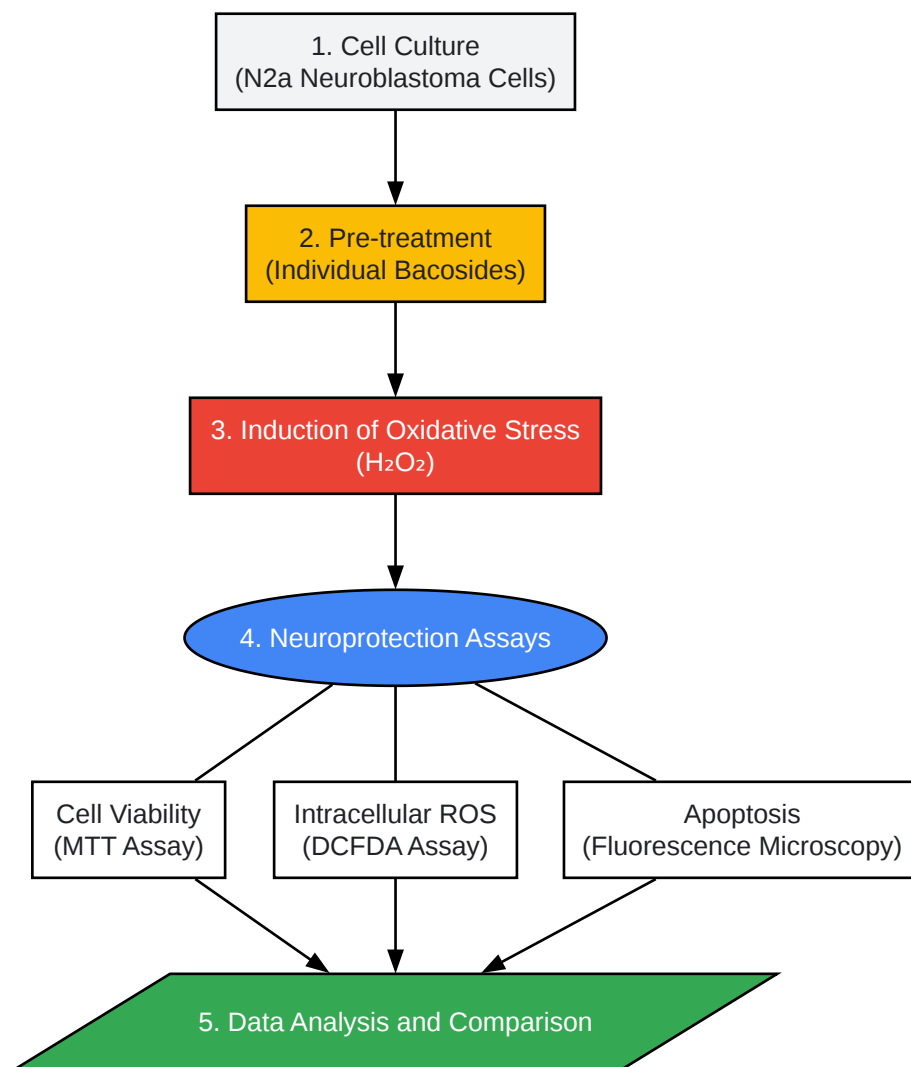 1. Cell Culture
(N2a Neuroblastoma Cells)
2. Pre-treatment
(Individual Bacosides)
3. Induction of Oxidative Stress
(H₂O₂)
4. Neuroprotection Assays
Cell Viability
(MTT Assay)
Intracellular ROS
(DCFDA Assay)
Apoptosis
(Fluorescence Microscopy)
5. Data Analysis and Comparison